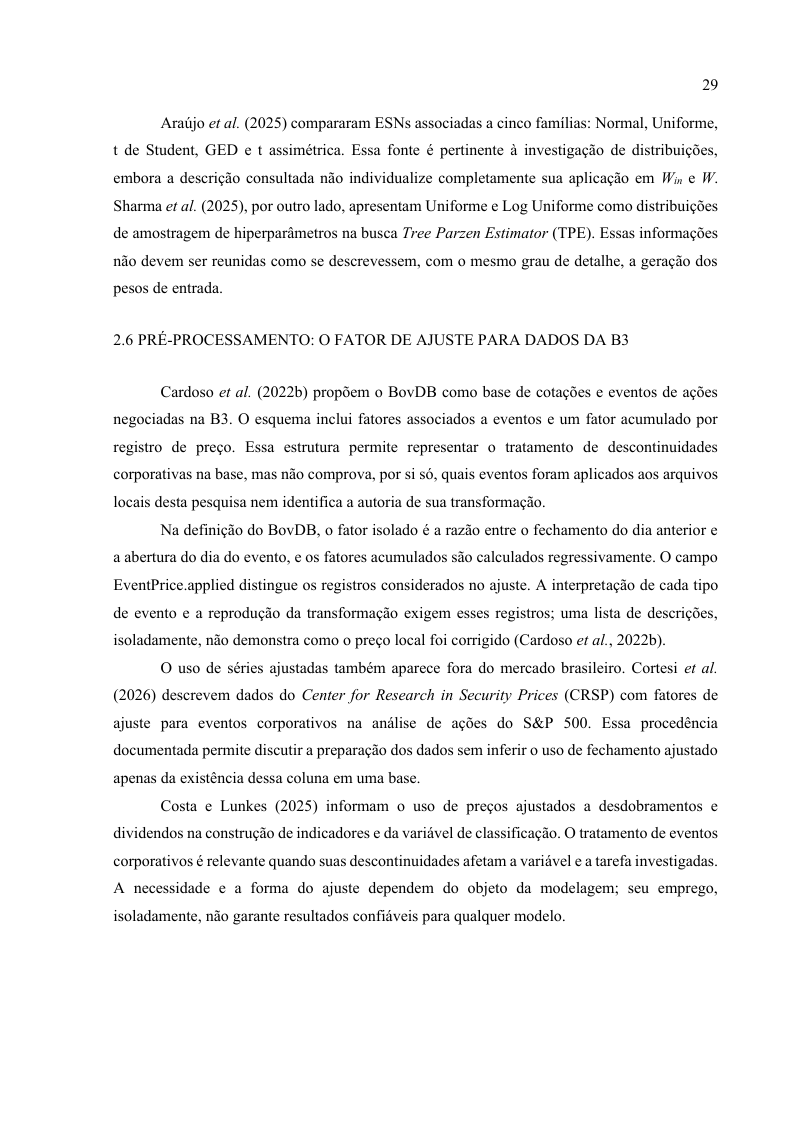 29
Araújo et al. (2025) compararam ESNs associadas a cinco famílias: Normal, Uniforme,
t de Student, GED e t assimétrica. Essa fonte é pertinente à investigação de distribuições,
embora a descrição consultada não individualize completamente sua aplicação em Win e W.
Sharma et al. (2025), por outro lado, apresentam Uniforme e Log Uniforme como distribuições
de amostragem de hiperparâmetros na busca Tree Parzen Estimator (TPE). Essas informações
não devem ser reunidas como se descrevessem, com o mesmo grau de detalhe, a geração dos
pesos de entrada.
2.6 PRÉ-PROCESSAMENTO: O FATOR DE AJUSTE PARA DADOS DA B3
Cardoso et al. (2022b) propõem o BovDB como base de cotações e eventos de ações
negociadas na B3. O esquema inclui fatores associados a eventos e um fator acumulado por
registro de preço. Essa estrutura permite representar o tratamento de descontinuidades
corporativas na base, mas não comprova, por si só, quais eventos foram aplicados aos arquivos
locais desta pesquisa nem identifica a autoria de sua transformação.
Na definição do BovDB, o fator isolado é a razão entre o fechamento do dia anterior e
a abertura do dia do evento, e os fatores acumulados são calculados regressivamente. O campo
EventPrice.applied distingue os registros considerados no ajuste. A interpretação de cada tipo
de evento e a reprodução da transformação exigem esses registros; uma lista de descrições,
isoladamente, não demonstra como o preço local foi corrigido (Cardoso et al., 2022b).
O uso de séries ajustadas também aparece fora do mercado brasileiro. Cortesi et al.
(2026) descrevem dados do Center for Research in Security Prices (CRSP) com fatores de
ajuste para eventos corporativos na análise de ações do S&P 500. Essa procedência
documentada permite discutir a preparação dos dados sem inferir o uso de fechamento ajustado
apenas da existência dessa coluna em uma base.
Costa e Lunkes (2025) informam o uso de preços ajustados a desdobramentos e
dividendos na construção de indicadores e da variável de classificação. O tratamento de eventos
corporativos é relevante quando suas descontinuidades afetam a variável e a tarefa investigadas.
A necessidade e a forma do ajuste dependem do objeto da modelagem; seu emprego,
isoladamente, não garante resultados confiáveis para qualquer modelo.